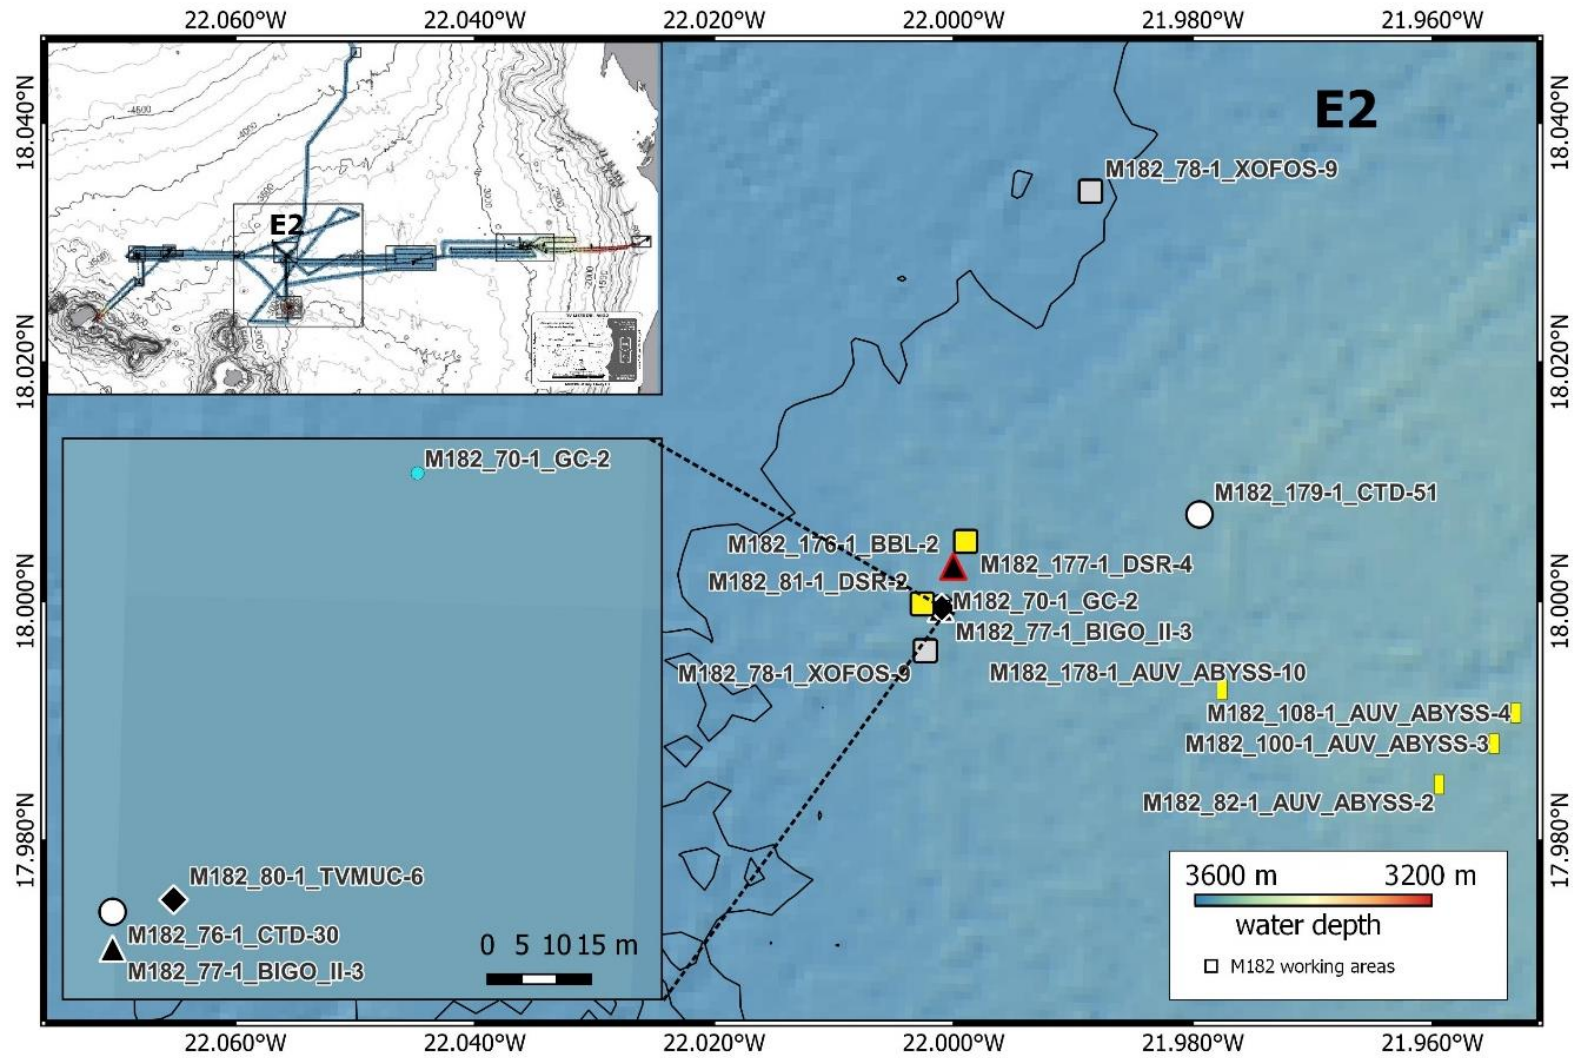 22.060°W 22.040°W 22.020°W 22.000°W 21.980°W 21.960°W
18.040°N
18.020°N
18.000°N
17.980°N
18.040°N
18.020°N
18.000°N
17.980°N
E2
-4500
-4000
-3500
E2
M182_78-1_XOFOS-9
M182_179-1_CTD-51
M182_176-1_BBL-2
M182_177-1_DSR-4
M182_81-1_DSR-2
M182_70-1_GC-2
M182_77-1_BIGO_II-3
M182_78-1_XOFOS-9
M182_178-1_AUV_ABYSS-10
M182_108-1_AUV_ABYSS-4
M182_100-1_AUV_ABYSS-3
M182_82-1_AUV_ABYSS-2
M182_70-1_GC-2
M182_80-1_TVMUC-6
M182_76-1_CTD-30
M182_77-1_BIGO_II-3
0 5 10 15 m
3600 m 3200 m
water depth
M182 working areas
22.060°W 22.040°W 22.020°W 22.000°W 21.980°W 21.960°W